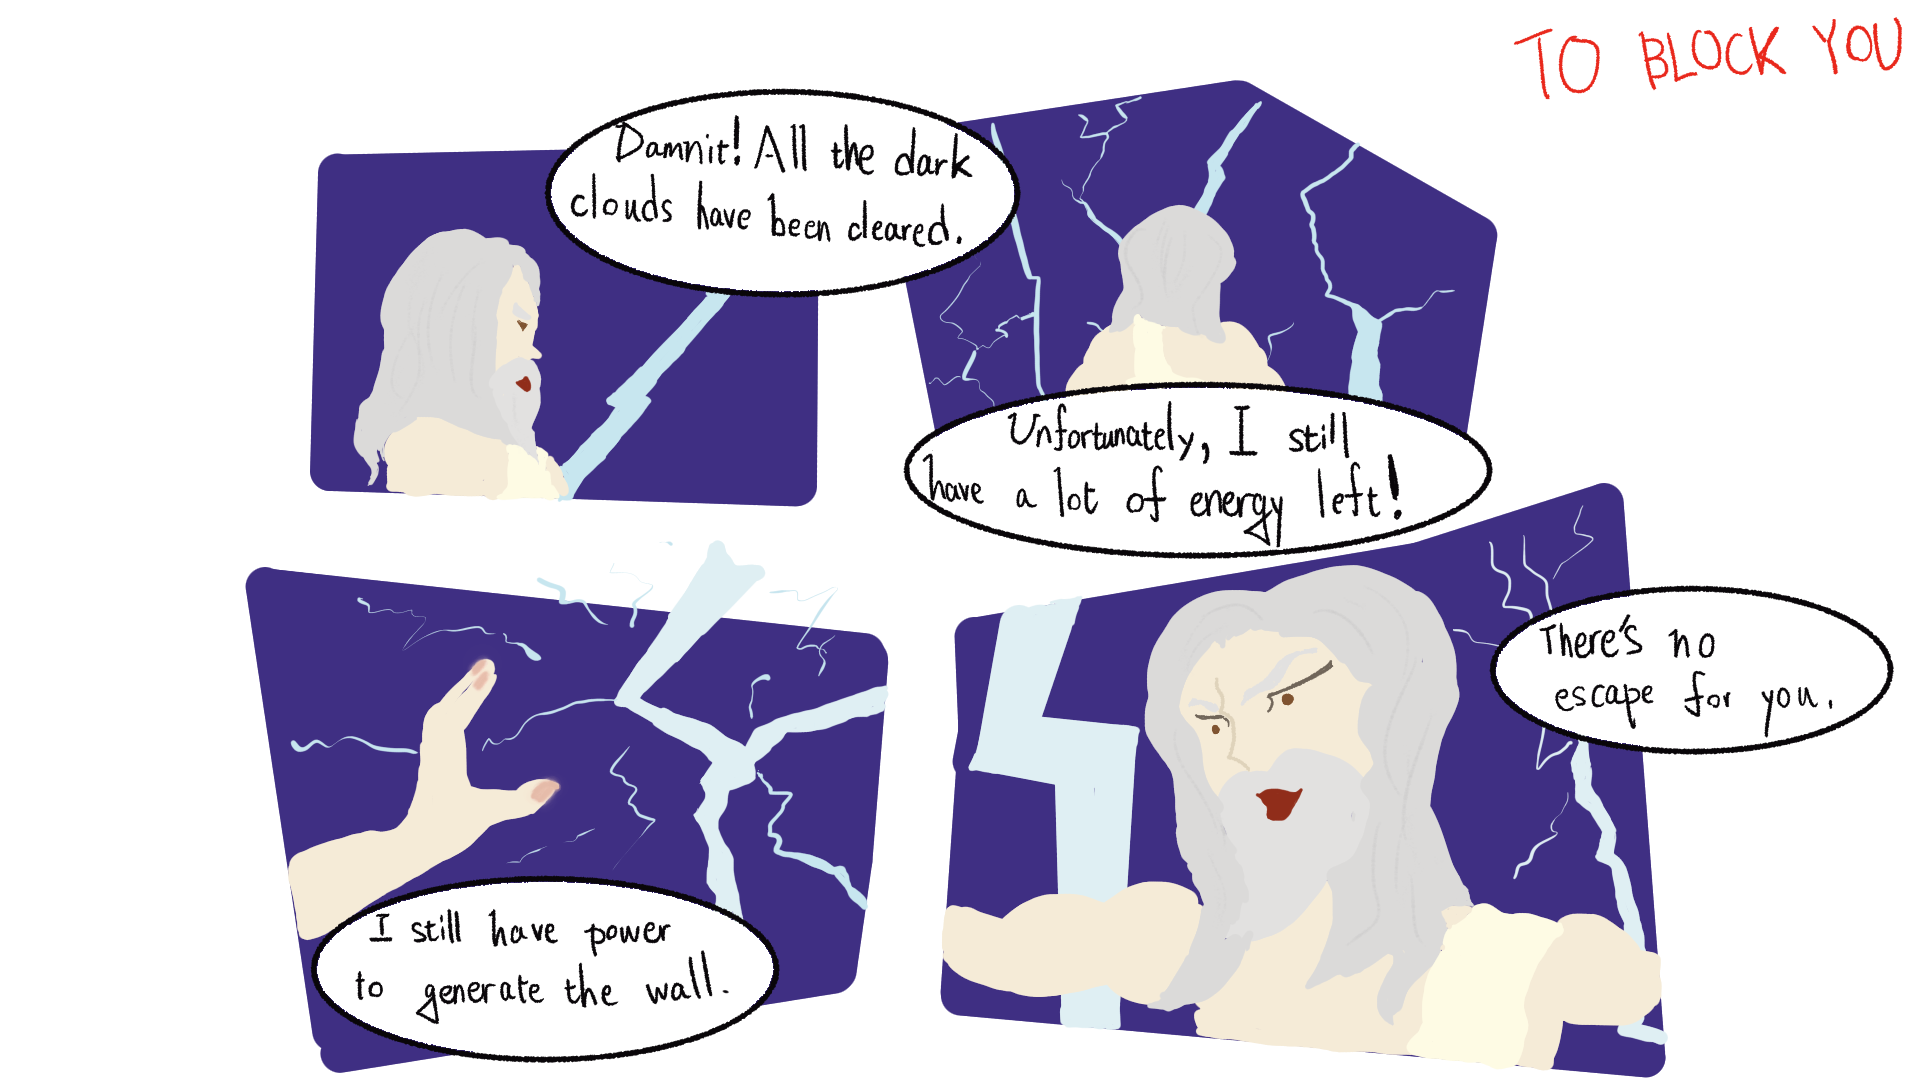 TO BLOCK YOU
Damnit! All the dark
clouds have been cleared.
Unfortunately, I still
have a lot of energy left!
I still have power
to generate the wall.
There's no
escape for you.